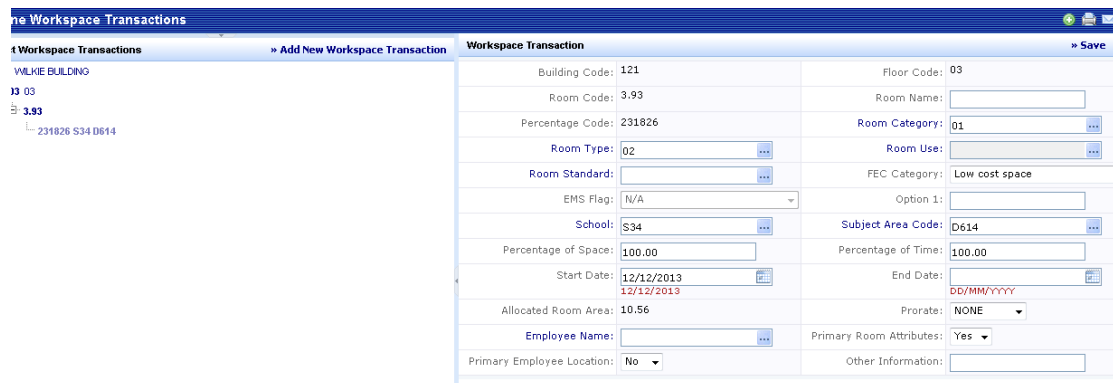 ne Workspace Transactions
t Workspace Transactions » Add New Workspace Transaction
WILKIE BUILDING
03 03
3.93
231826 S34 D614
Workspace Transaction » Save
Building Code: 121 Floor Code: 03
Room Code: 3.93 Room Name:
Percentage Code: 231826 Room Category: 01 ...
Room Type: 02 ... Room Use: ...
Room Standard: ... FEC Category: Low cost space
EMS Flag: N/A Option 1:
School: S34 ... Subject Area Code: D614 ...
Percentage of Space: 100.00 Percentage of Time: 100.00
Start Date: 12/12/2013 End Date:
12/12/2013 DD/MM/YYYY
Allocated Room Area: 10.56 Prorate: NONE
Employee Name: ... Primary Room Attributes: Yes
Primary Employee Location: No Other Information: